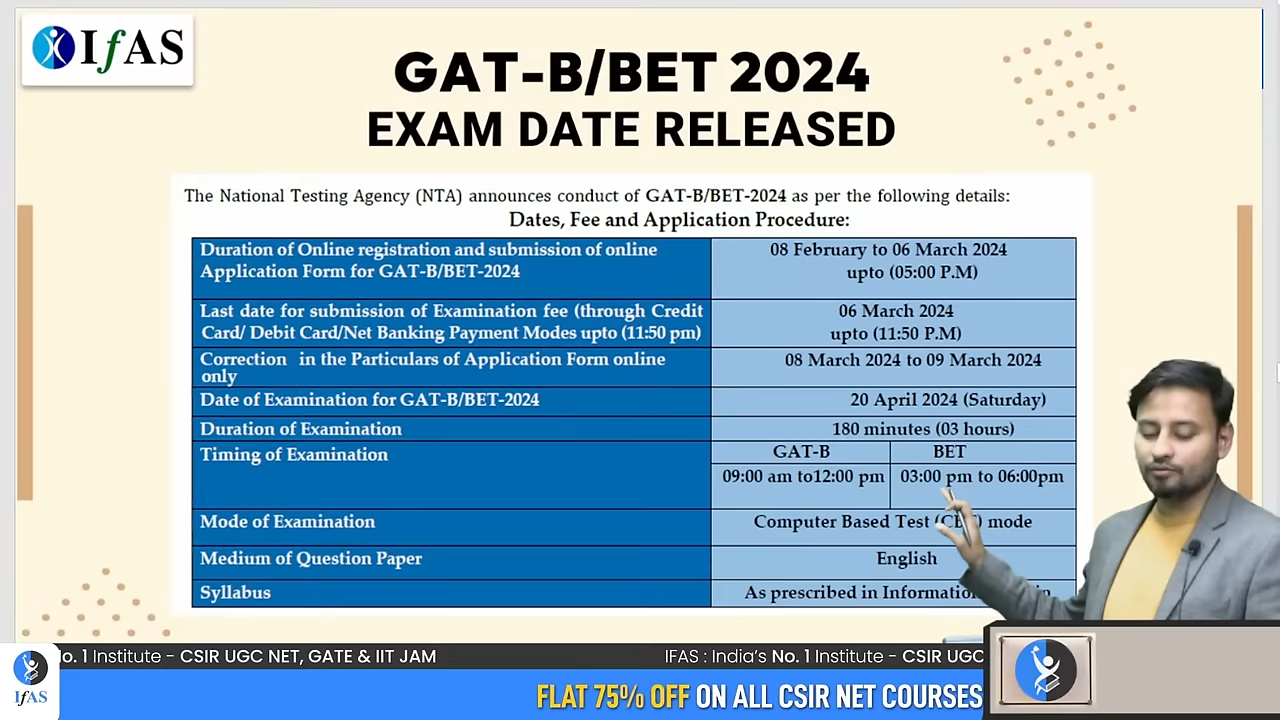 IfAS
GAT-B/BET 2024
EXAM DATE RELEASED
The National Testing Agency (NTA) announces conduct of GAT-B/BET-2024 as per the following details:
Dates, Fee and Application Procedure:
Duration of Online registration and submission of online
Application Form for GAT-B/BET-2024
08 February to 06 March 2024
upto (05:00 P.M)
Last date for submission of Examination fee (through Credit
Card/ Debit Card/Net Banking Payment Modes upto (11:50 pm)
06 March 2024
upto (11:50 P.M)
Correction in the Particulars of Application Form online
only
08 March 2024 to 09 March 2024
Date of Examination for GAT-B/BET-2024
20 April 2024 (Saturday)
Duration of Examination
180 minutes (03 hours)
Timing of Examination
GAT-B
BET
09:00 am to12:00 pm
03:00 pm to 06:00pm
Mode of Examination
Computer Based Test mode
Medium of Question Paper
English
Syllabus
As prescribed in
No. 1 Institute - CSIR UGC NET, GATE & IIT JAM
IFAS : India's No. 1 Institute - CSIR UGC
IfAS
FLAT 75% OFF ON ALL CSIR NET COURSES